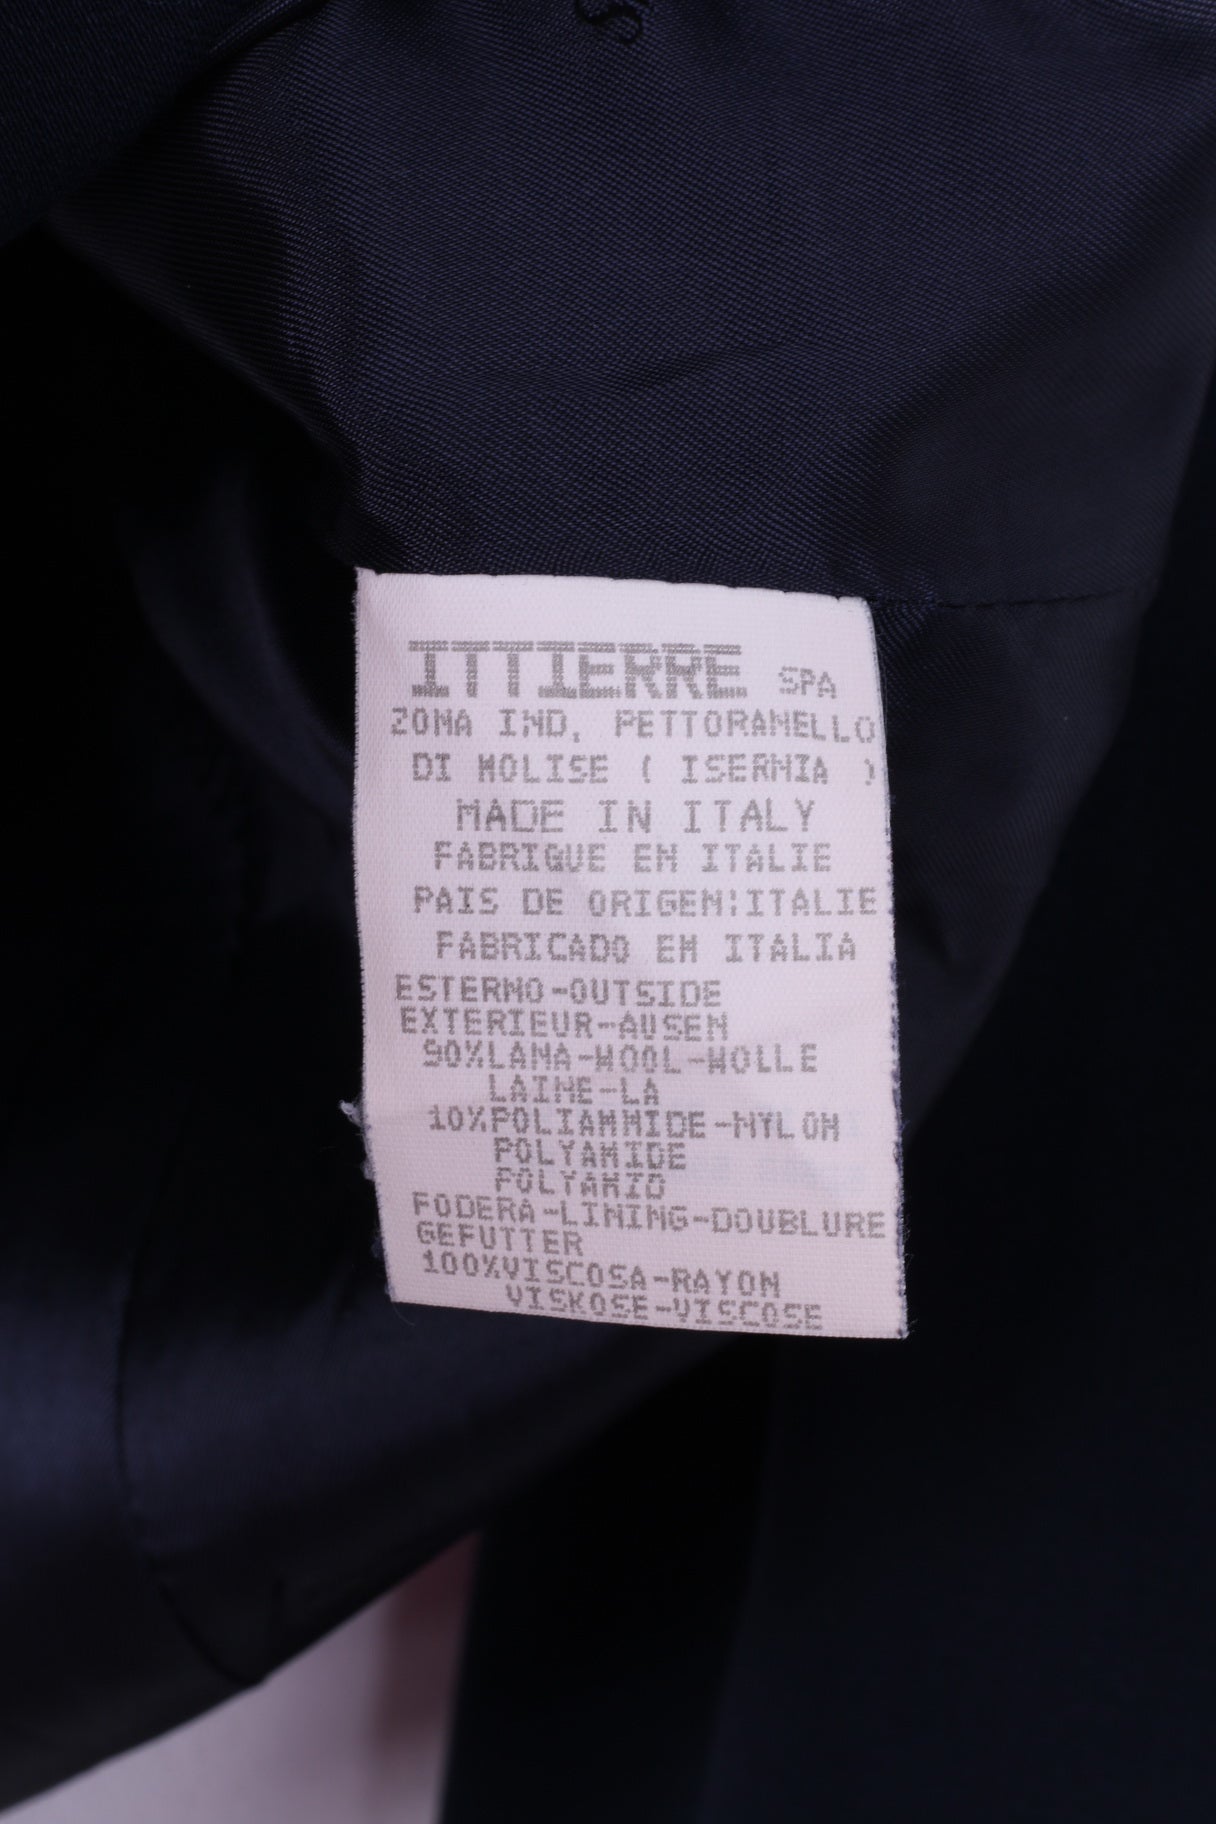 ITTIERRE SPA
ZONA IND. PETTORANELLO
DI MOLISE ( ISERNIA )
MADE IN ITALY
FABRIQUE EN ITALIE
PAIS DE ORIGEN:ITALIE
FABRICADO EN ITALIA
ESTERNO-OUTSIDE
EXTERIEUR-AUSEN
90%LANA-WOOL-WOLLE
LAINE-LA
10%POLIAMMIDE-NYLON
POLYAMIDE
POLYAMID
FODERA-LINING-DOUBLURE
GEFUTTER
100%VISCOSA-RAYON
VISKOSE-VISCOSE